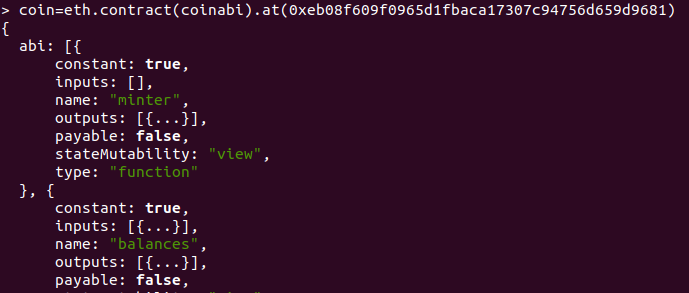 > coin=eth.contract(coinabi).at(0xeb08f609f0965d1fbaca17307c94756d659d9681)
{
  abi: [{
      constant: true,
      inputs: [],
      name: "minter",
      outputs: [{...}],
      payable: false,
      stateMutability: "view",
      type: "function"
  }, {
      constant: true,
      inputs: [{...}],
      name: "balances",
      outputs: [{...}],
      payable: false,